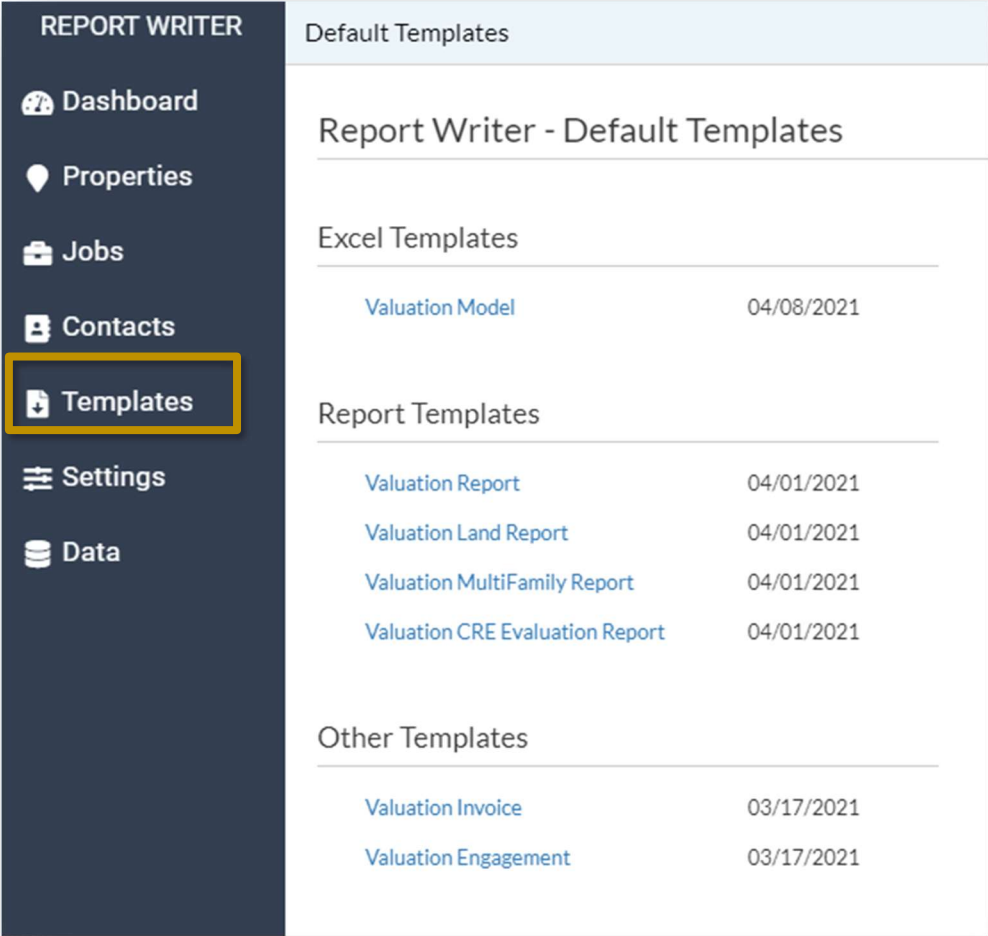 REPORT WRITER
Dashboard
Properties
Jobs
Contacts
Templates
Settings
Data
Default Templates
Report Writer - Default Templates
Excel Templates
Valuation Model 04/08/2021
Report Templates
Valuation Report 04/01/2021
Valuation Land Report 04/01/2021
Valuation MultiFamily Report 04/01/2021
Valuation CRE Evaluation Report 04/01/2021
Other Templates
Valuation Invoice 03/17/2021
Valuation Engagement 03/17/2021